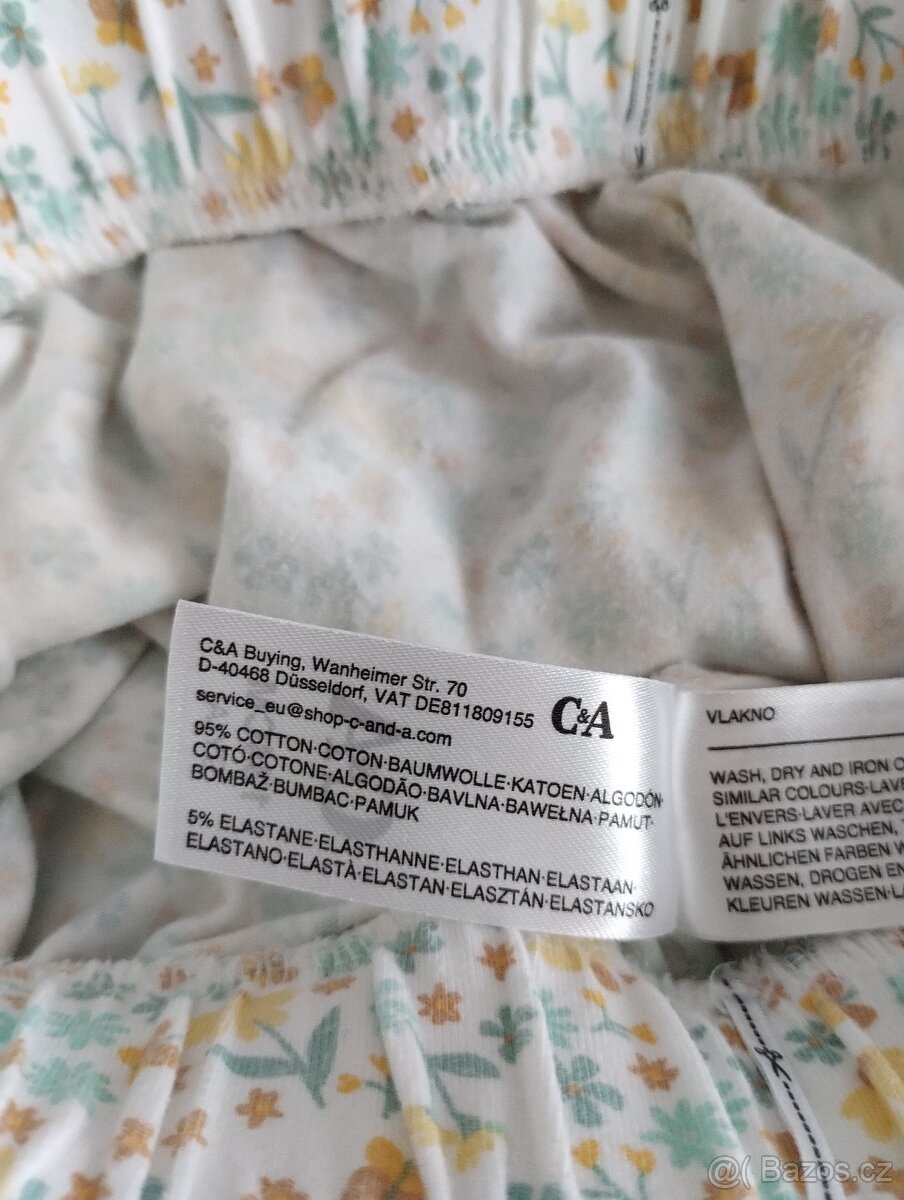 C&A Buying, Wanheimer Str. 70
D-40468 Düsseldorf, VAT DE811809155
service_eu@shop-c-and-a.com
C&A
95% COTTON·COTON·BAUMWOLLE·KATOEN·ALGODÓN·
COTÓ·COTONE·ALGODÃO·BAVLNA·BAWEŁNA·PAMUT·
BOMBAŽ·BUMBAC·PAMUK
5% ELASTANE·ELASTHANNE·ELASTHAN·ELASTAAN·
ELASTANO·ELASTÀ·ELASTAN·ELASZTÁN·ELASTANSKO
VLAKNO
WASH, DRY AND IRON
SIMILAR COLOURS·
L'ENVERS·LAVER AVEC
AUF LINKS WASCHEN,
ÄHNLICHEN FARBEN
WASSEN, DROGEN EN
KLEUREN WASSEN·
Bazos.cz